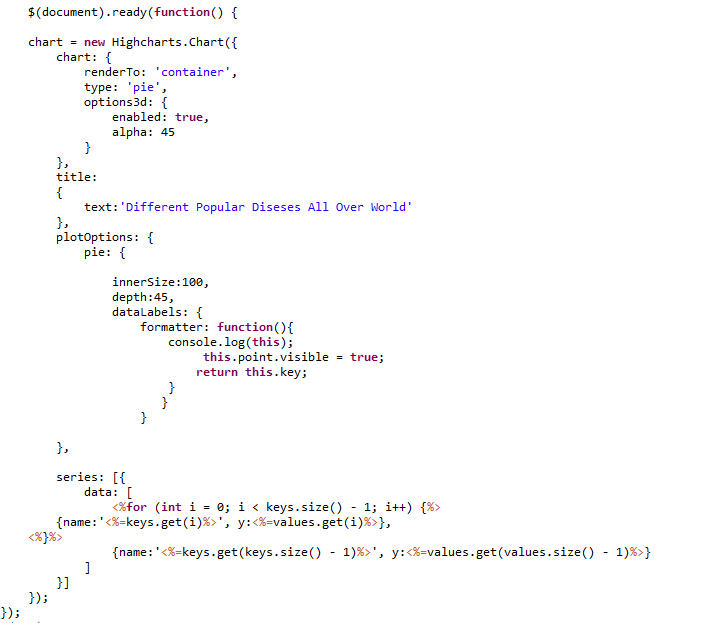 $(document).ready(function() {
chart = new Highcharts.Chart({
chart: {
renderTo: 'container',
type: 'pie',
options3d: {
enabled: true,
alpha: 45
}
},
title:
{
text:'Different Popular Diseses All Over World'
},
plotOptions: {
pie: {
innerSize:100,
depth:45,
dataLabels: {
formatter: function(){
console.log(this);
this.point.visible = true;
return this.key;
}
}
}
},
series: [{
data: [
<%for (int i = 0; i < keys.size() - 1; i++) {%>
{name:'<%=keys.get(i)%>', y:<%=values.get(i)%>},
<%}%>
{name:'<%=keys.get(keys.size() - 1)%>', y:<%=values.get(values.size() - 1)%>}
]
}]
});
});